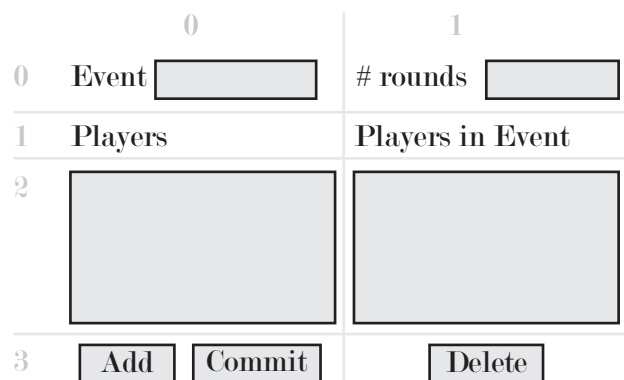 0 1
0 Event # rounds
1 Players Players in Event
2
3 Add Commit Delete